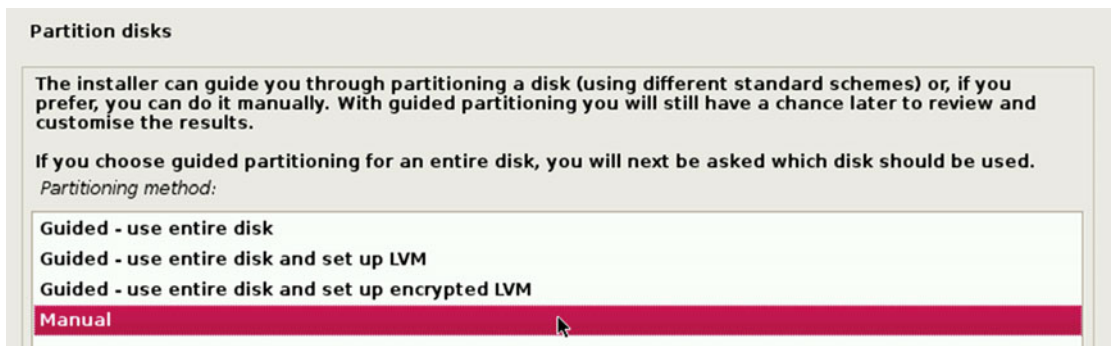 Partition disks
The installer can guide you through partitioning a disk (using different standard schemes) or, if you
prefer, you can do it manually. With guided partitioning you will still have a chance later to review and
customise the results.
If you choose guided partitioning for an entire disk, you will next be asked which disk should be used.
Partitioning method:
Guided - use entire disk
Guided - use entire disk and set up LVM
Guided - use entire disk and set up encrypted LVM
Manual